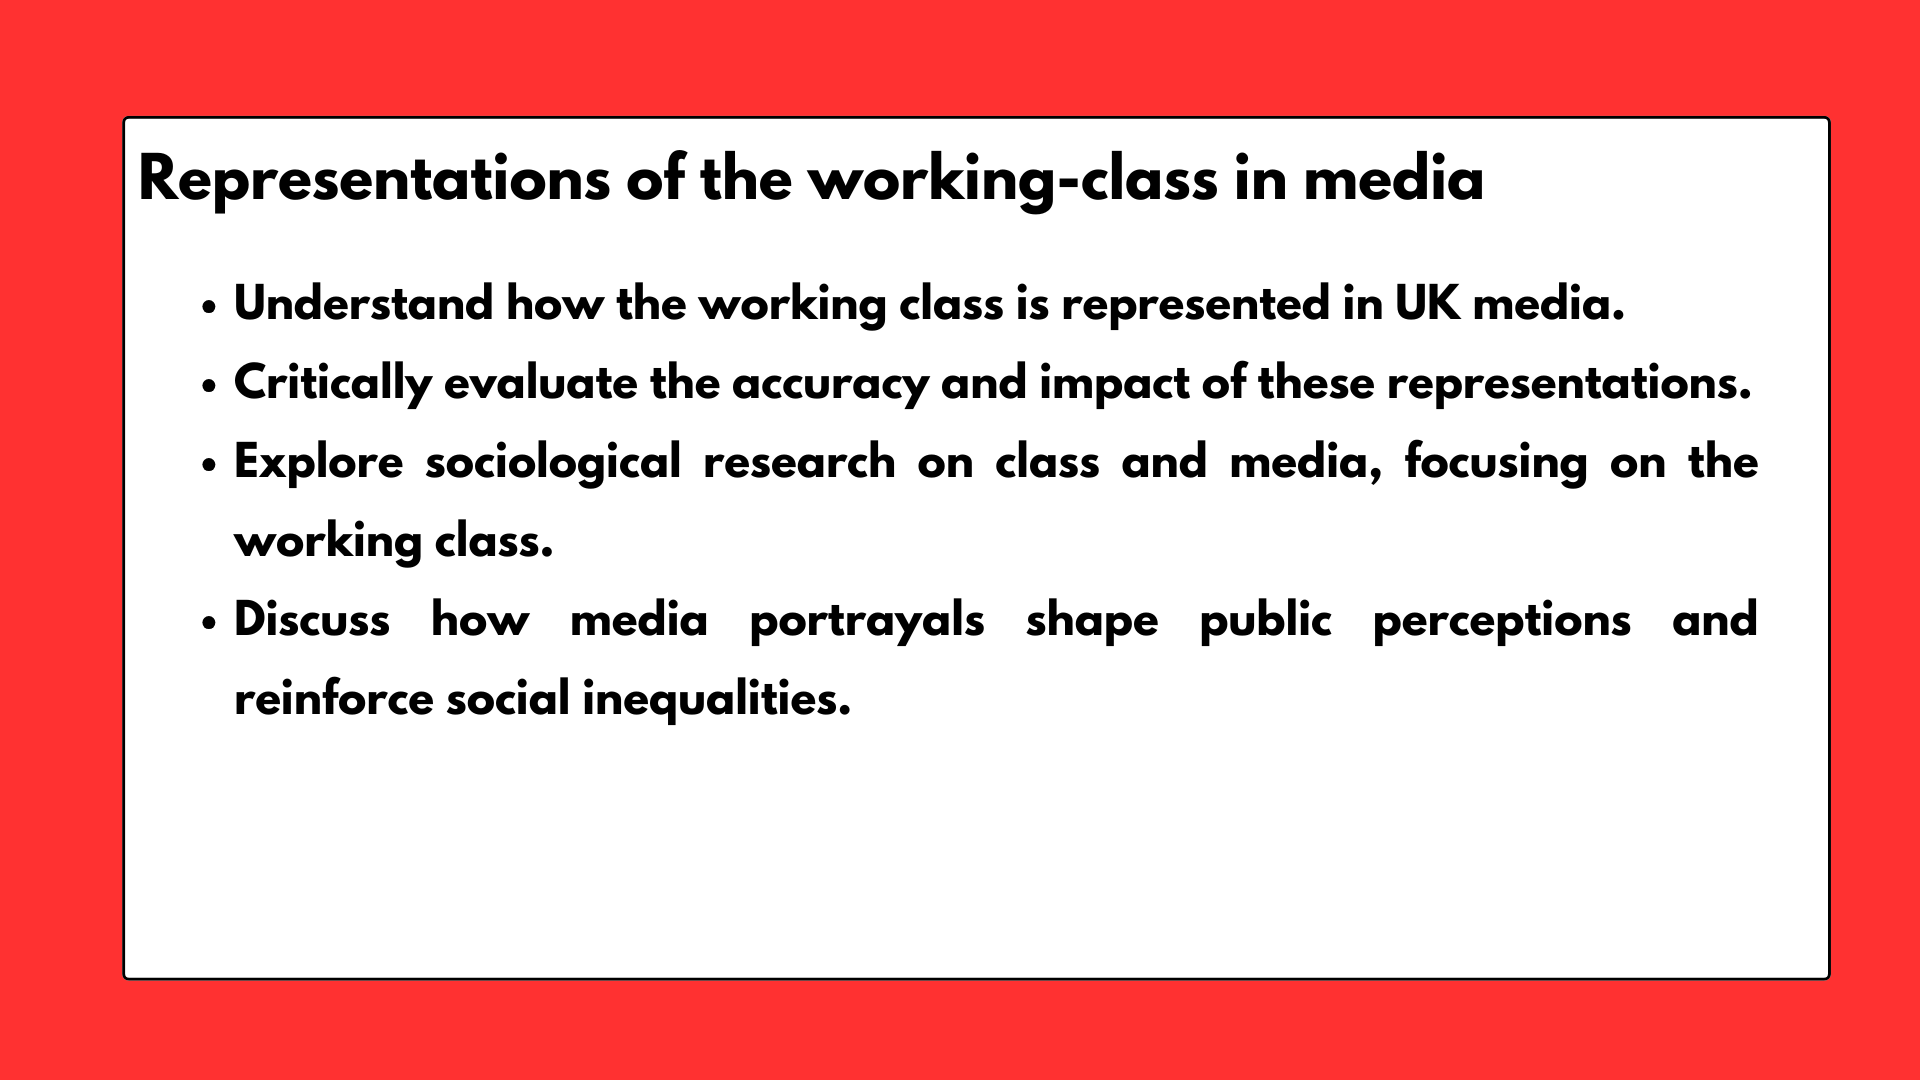 Representations of the working-class in media
• Understand how the working class is represented in UK media.
• Critically evaluate the accuracy and impact of these representations.
• Explore sociological research on class and media, focusing on the
working class.
• Discuss how media portrayals shape public perceptions and
reinforce social inequalities.